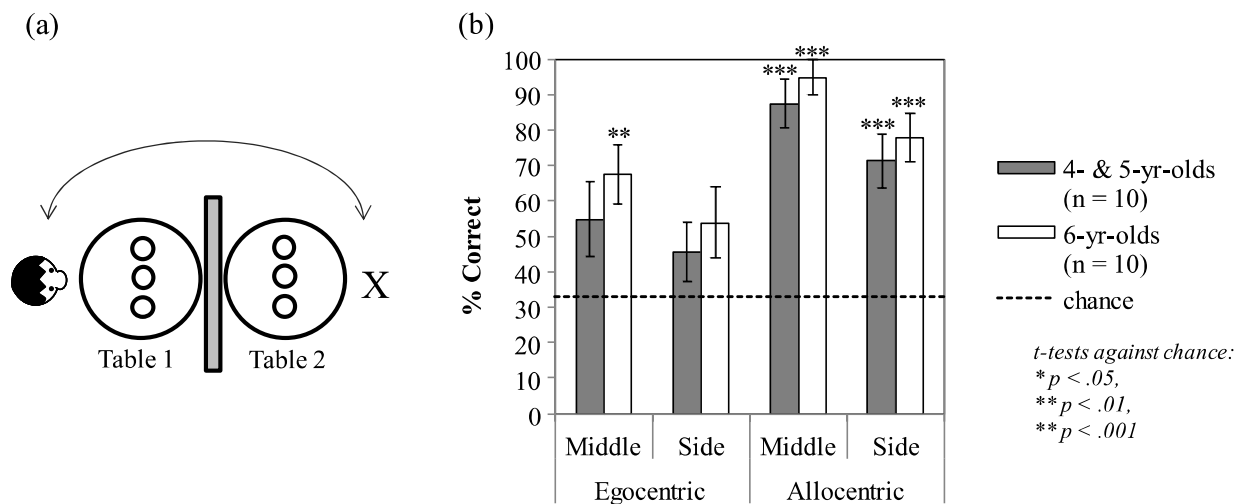 (a)
Table 1
Table 2
X
(b)
% Correct
100
90
80
70
60
50
40
30
20
10
0
**
***
***
***
***
Middle
Side
Middle
Side
Egocentric
Allocentric
4- & 5-yr-olds
(n = 10)
6-yr-olds
(n = 10)
chance
t-tests against chance:
* p < .05,
** p < .01,
** p < .001